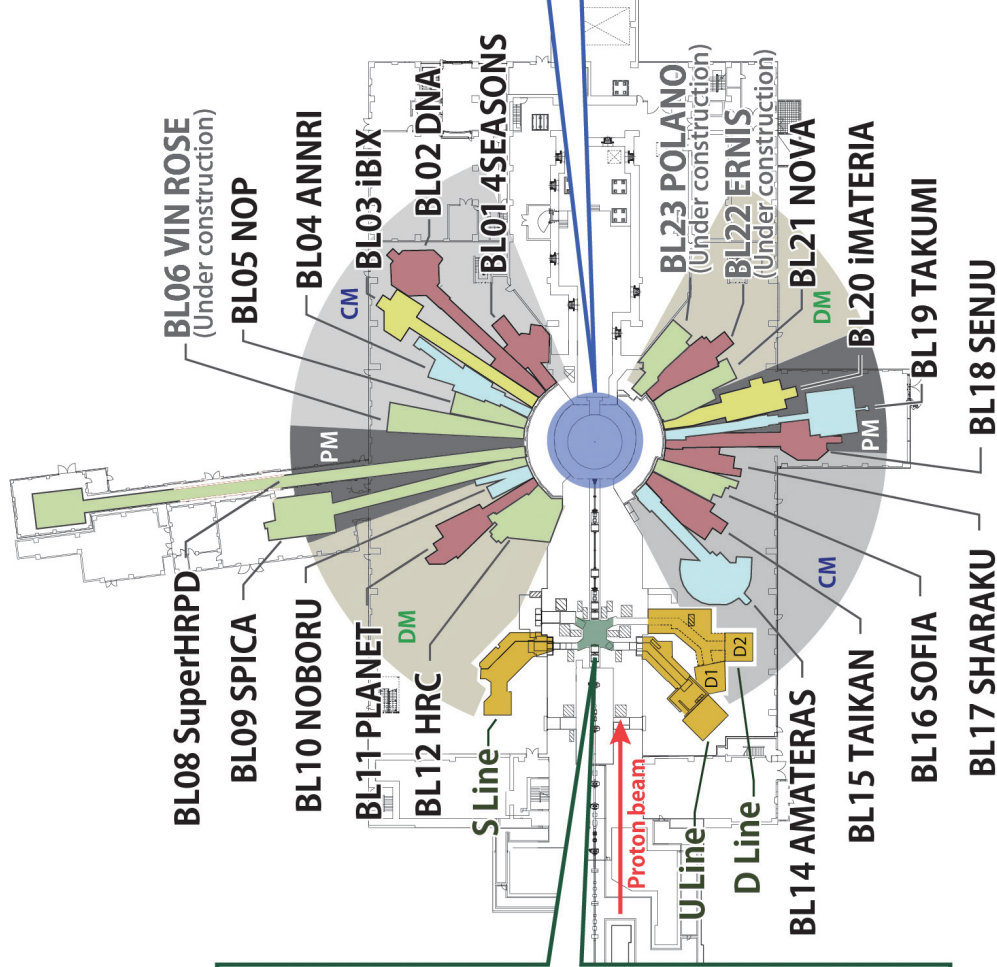 BL08 SuperHRPD
BL09 SPICA
BL10 NOBORU
BL11 PLANET
BL12 HRC
S Line
BL06 VIN ROSE
(Under construction)
BL05 NOP
BL04 ANNRI
BL03 iBIX
BL02 DNA
BL01 4SEASONS
CM
PM
DM
BL23 POLANO
(Under construction)
BL22 ERNIS
(Under construction)
BL21 NOVA
DM
BL20 iMATERIA
BL19 TAKUMI
BL18 SENJU
PM
CM
BL17 SHARAKU
BL16 SOFIA
BL15 TAIKAN
BL14 AMATERAS
D1
D2
D Line
U Line
Proton beam